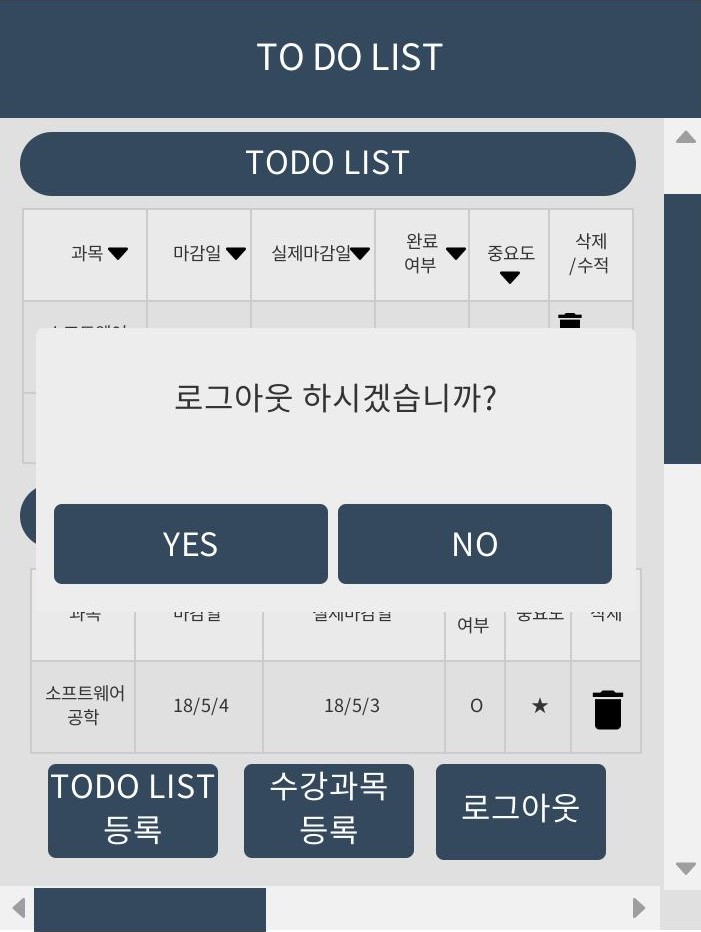 TO DO LIST
TODO LIST
과목 마감일 실제마감일 완료 여부 중요도 삭제 /수적
로그아웃 하시겠습니까?
YES NO
과목 마감일 실제마감일 여부 중요도 삭제
소프트웨어 공학 18/5/4 18/5/3 O ★
TODO LIST 등록
수강과목 등록
로그아웃